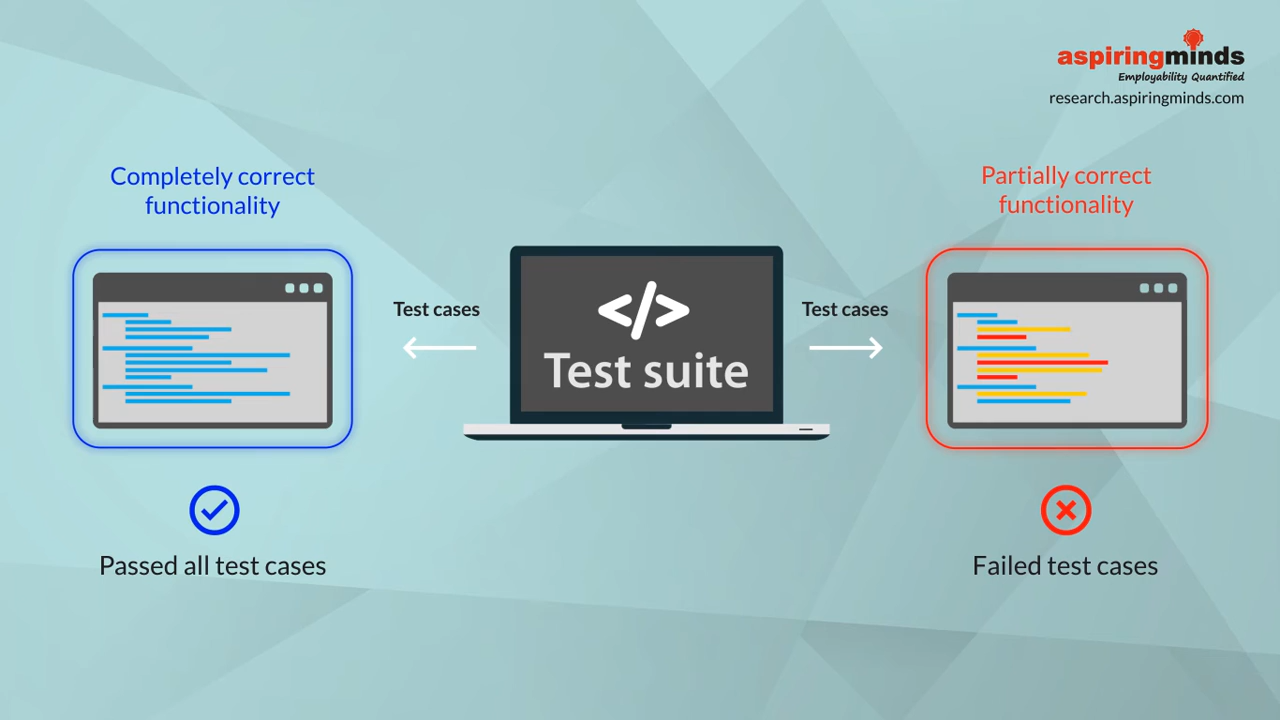 aspiringminds
Employability Quantified
research.aspiringminds.com
Completely correct
functionality
Partially correct
functionality
Test cases
</>
Test suite
Test cases
Passed all test cases
Failed test cases